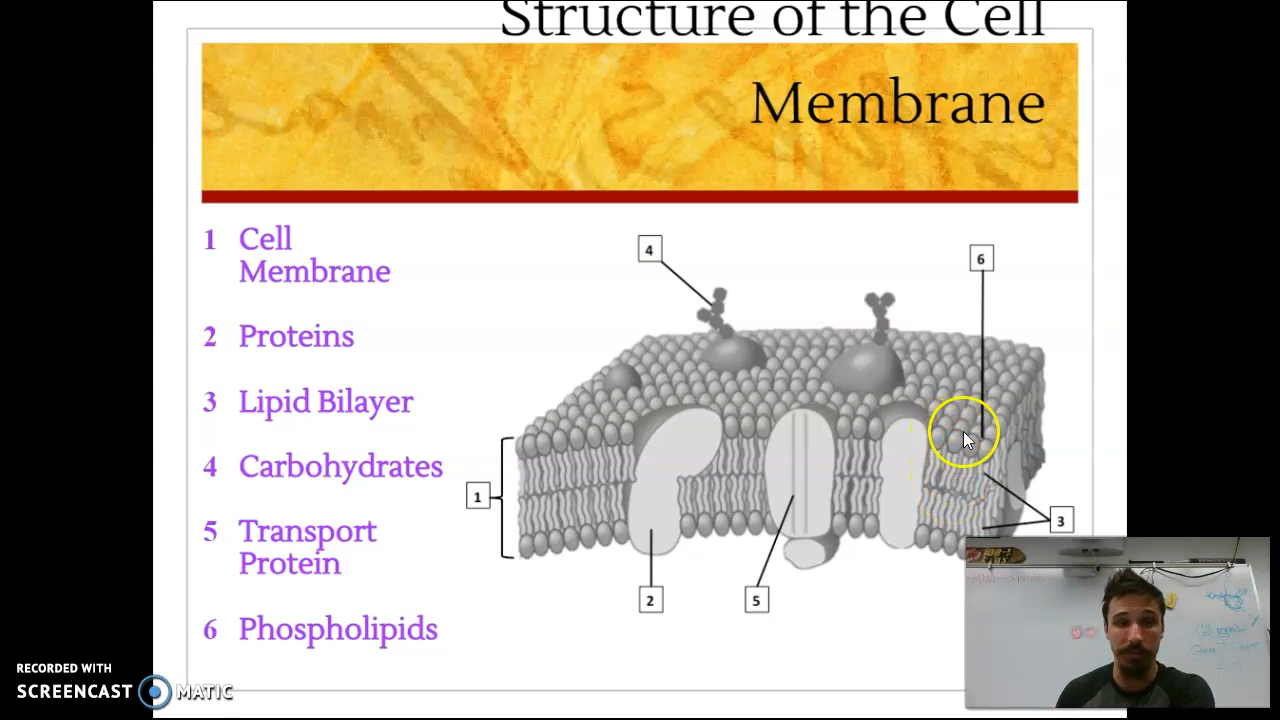 Structure of the Cell
Membrane
1 Cell
Membrane
2 Proteins
3 Lipid Bilayer
4 Carbohydrates
5 Transport
Protein
6 Phospholipids
4
6
1
3
2
5
RECORDED WITH
SCREENCAST MATIC